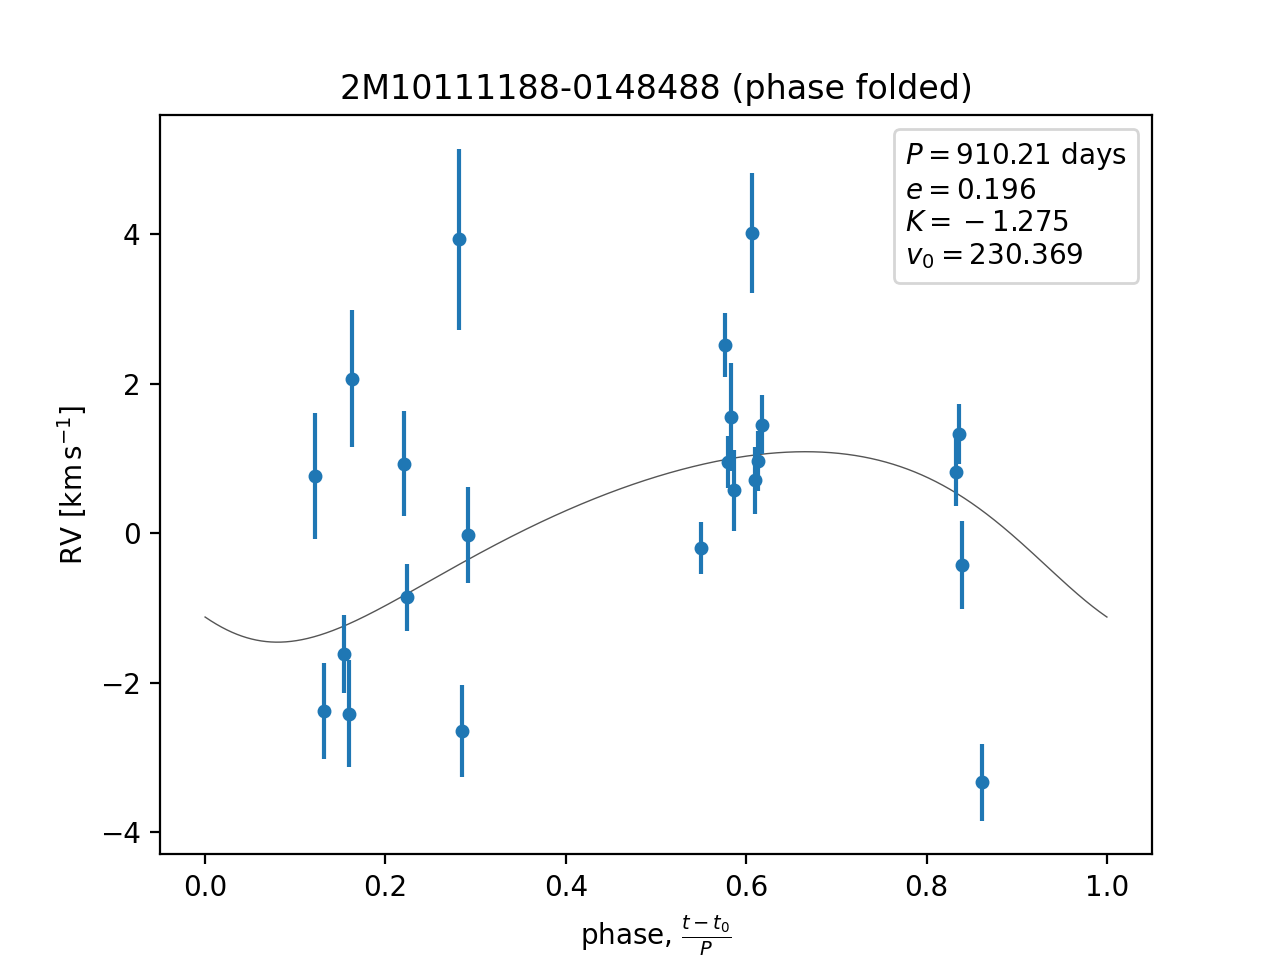 2M10111188-0148488 (phase folded)
P = 910.21 days
e = 0.196
K = −1.275
v₀ = 230.369
RV [km s⁻¹]
4
2
0
−2
−4
0.0 0.2 0.4 0.6 0.8 1.0
phase, (t − t₀)/P